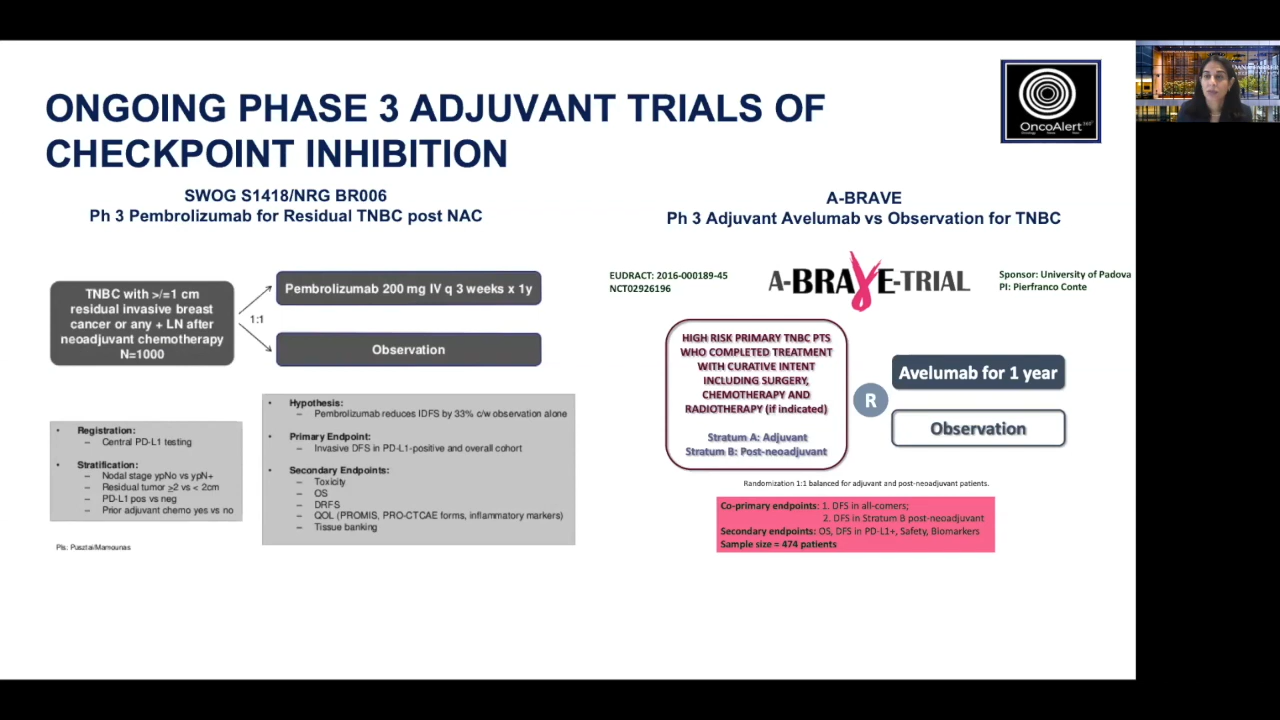 ONGOING PHASE 3 ADJUVANT TRIALS OF
CHECKPOINT INHIBITION
OncoAlert
SWOG S1418/NRG BR006
Ph 3 Pembrolizumab for Residual TNBC post NAC
TNBC with >/=1 cm
residual invasive breast
cancer or any + LN after
neoadjuvant chemotherapy
N=1000
1:1
Pembrolizumab 200 mg IV q 3 weeks x 1y
Observation
• Registration:
– Central PD-L1 testing
• Stratification:
– Nodal stage ypNo vs ypN+
– Residual tumor ≥2 vs < 2cm
– PD-L1 pos vs neg
– Prior adjuvant chemo yes vs no
• Hypothesis:
– Pembrolizumab reduces IDFS by 33% c/w observation alone
• Primary Endpoint:
– Invasive DFS in PD-L1-positive and overall cohort
• Secondary Endpoints:
– Toxicity
– OS
– DRFS
– QOL (PROMIS, PRO-CTCAE forms, inflammatory markers)
– Tissue banking
PIs: Pusztai/Mamounas
A-BRAVE
Ph 3 Adjuvant Avelumab vs Observation for TNBC
EUDRACT: 2016-000189-45
NCT02926196
A-BRAVE-TRIAL
Sponsor: University of Padova
PI: Pierfranco Conte
HIGH RISK PRIMARY TNBC PTS
WHO COMPLETED TREATMENT
WITH CURATIVE INTENT
INCLUDING SURGERY,
CHEMOTHERAPY AND
RADIOTHERAPY (if indicated)
Stratum A: Adjuvant
Stratum B: Post-neoadjuvant
R
Avelumab for 1 year
Observation
Randomization 1:1 balanced for adjuvant and post-neoadjuvant patients.
Co-primary endpoints: 1. DFS in all-comers;
2. DFS in Stratum B post-neoadjuvant
Secondary endpoints: OS, DFS in PD-L1+, Safety, Biomarkers
Sample size = 474 patients